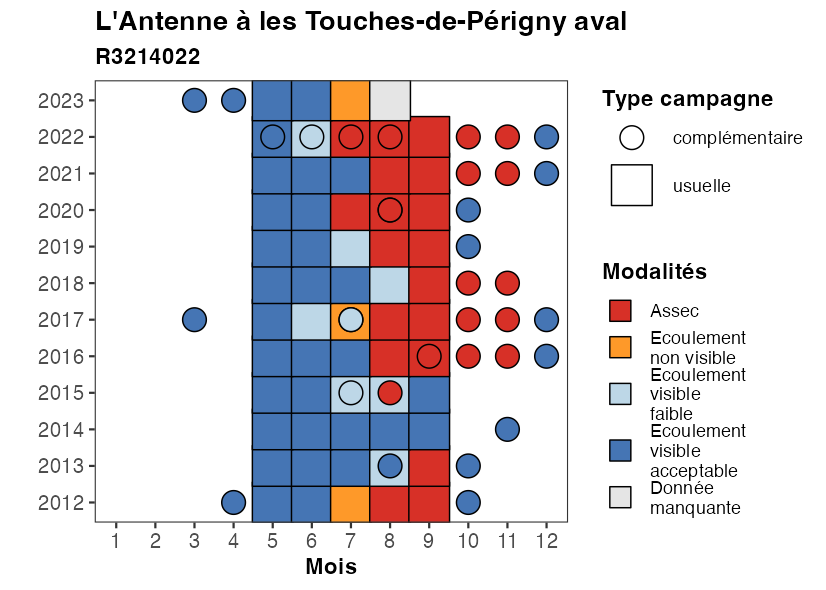 L'Antenne à les Touches-de-Périgny aval
R3214022
2023
2022
2021
2020
2019
2018
2017
2016
2015
2014
2013
2012
1 2 3 4 5 6 7 8 9 10 11 12
Mois
Type campagne
complémentaire
usuelle
Modalités
Assec
Ecoulement
non visible
Ecoulement
visible
faible
Ecoulement
visible
acceptable
Donnée
manquante